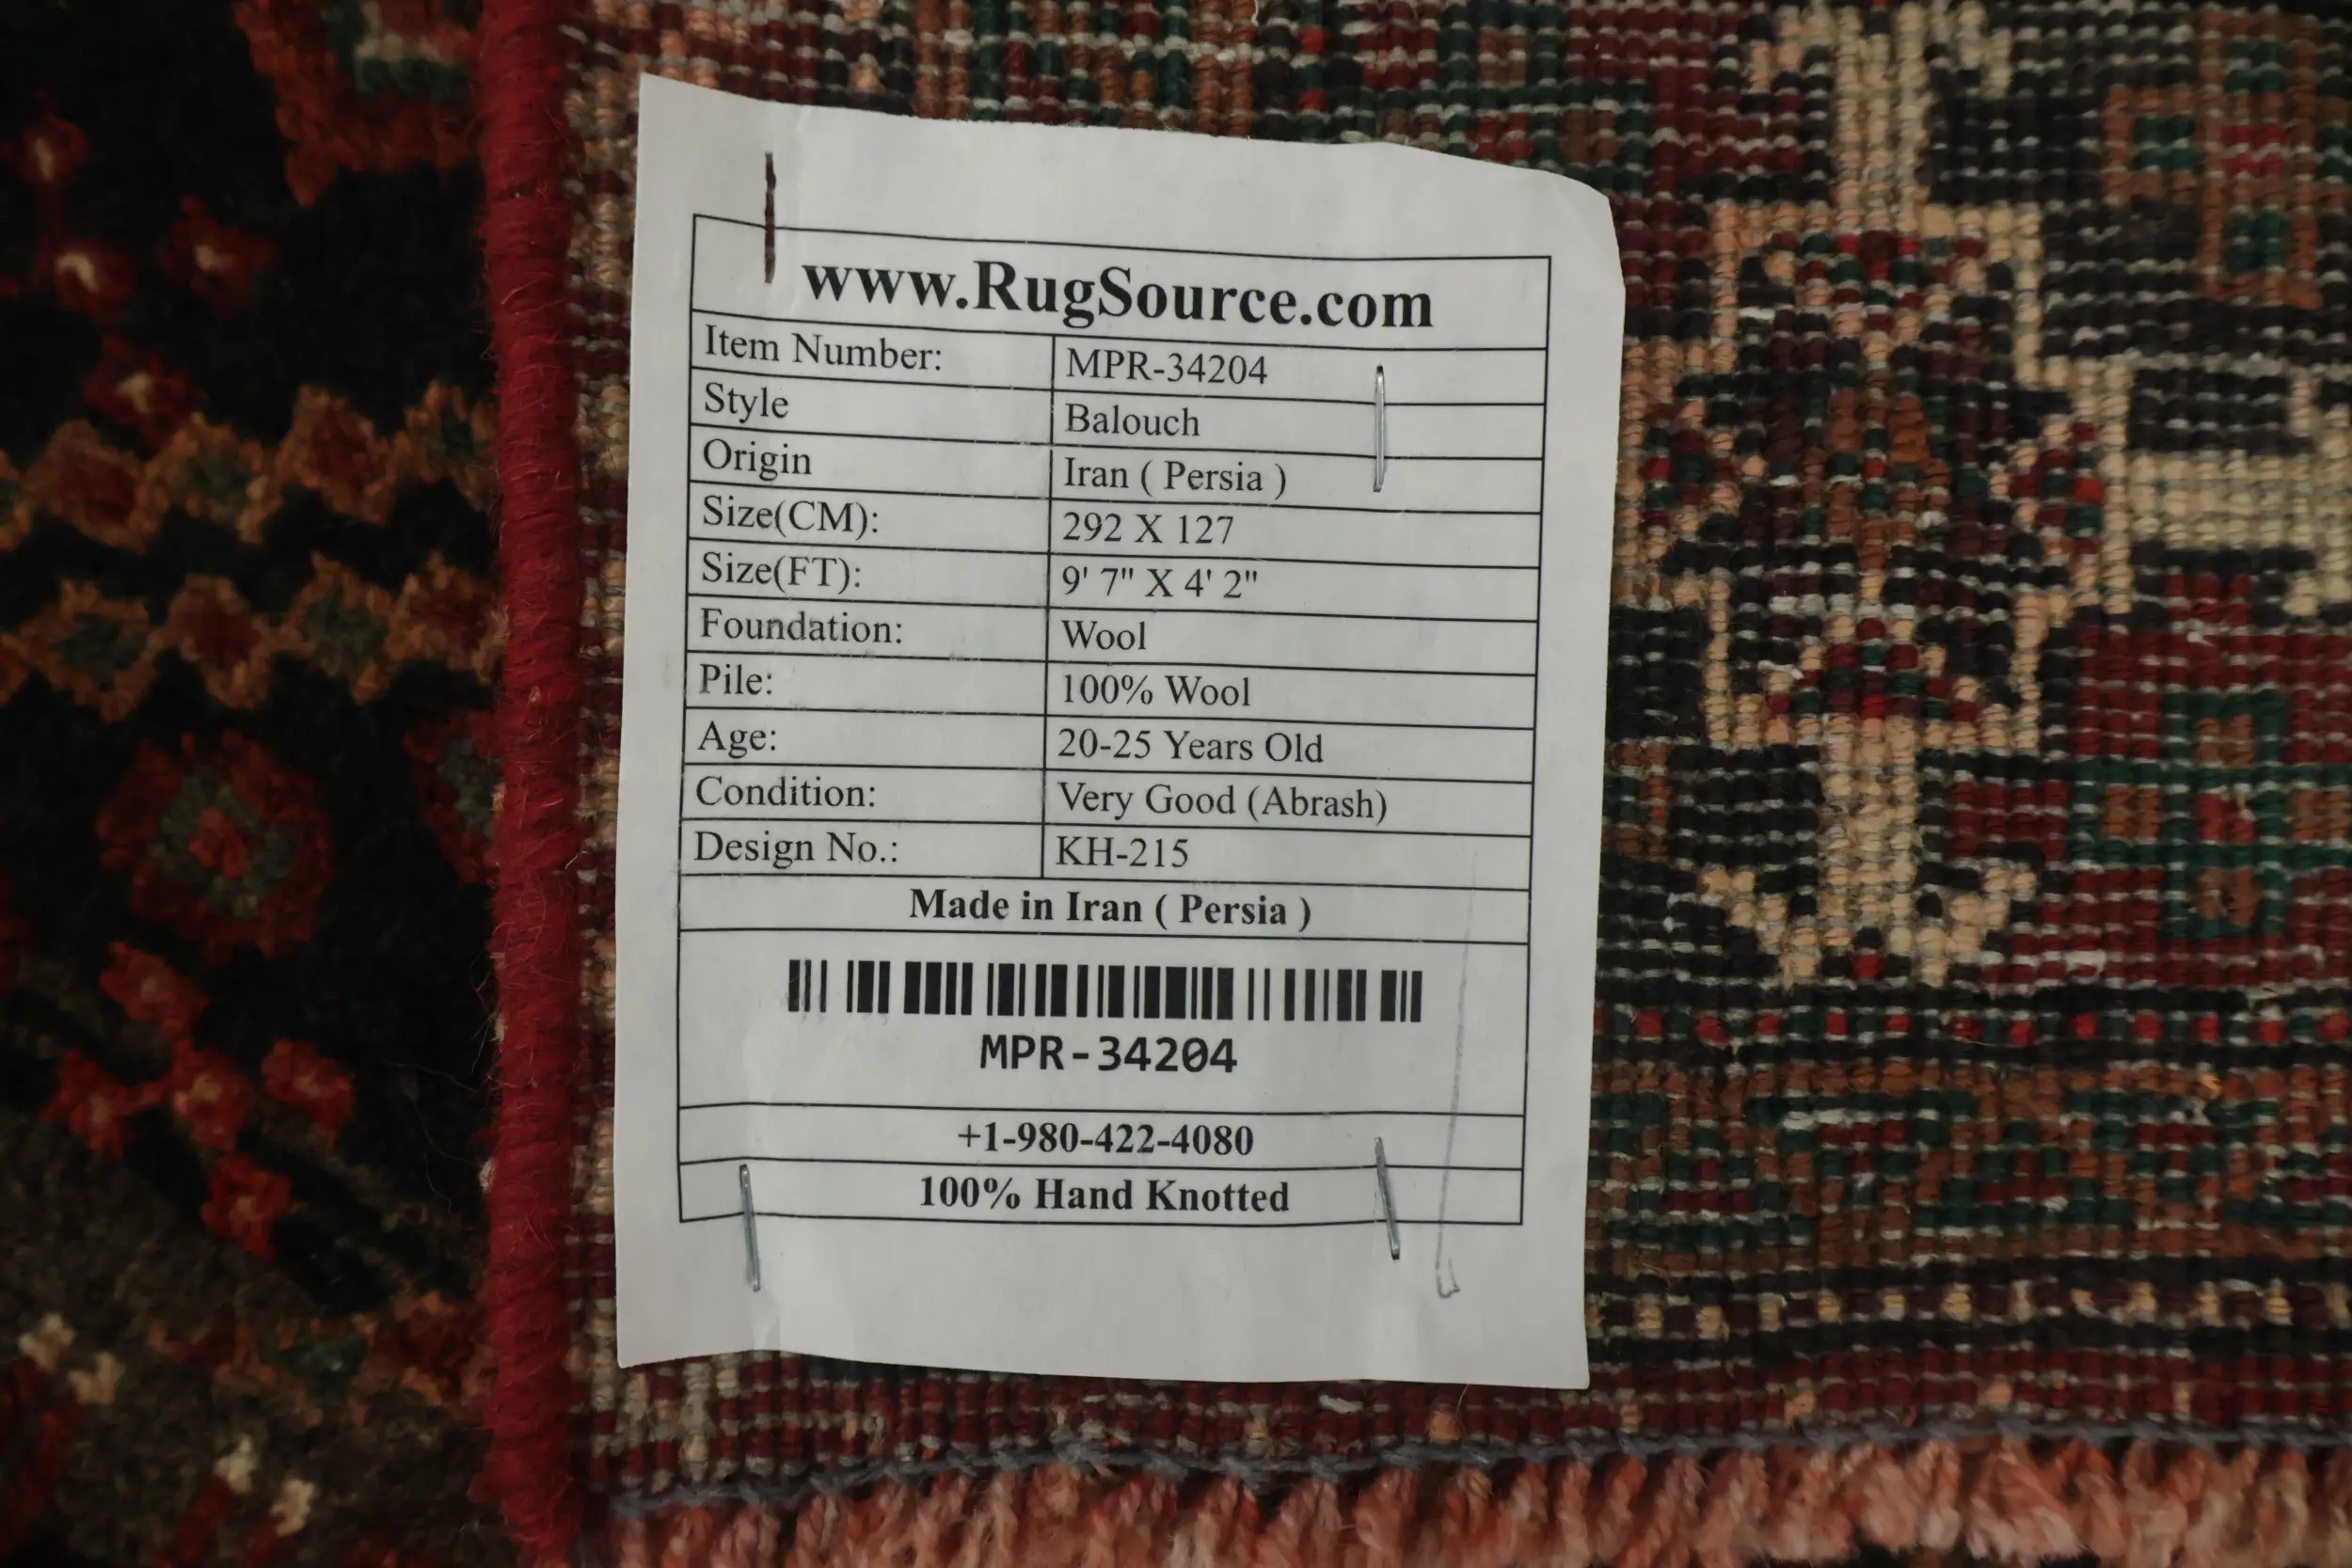 www.RugSource.com
Item Number: MPR-34204
Style Balouch
Origin Iran ( Persia )
Size(CM): 292 X 127
Size(FT): 9' 7" X 4' 2"
Foundation: Wool
Pile: 100% Wool
Age: 20-25 Years Old
Condition: Very Good (Abrash)
Design No.: KH-215
Made in Iran ( Persia )
MPR-34204
+1-980-422-4080
100% Hand Knotted